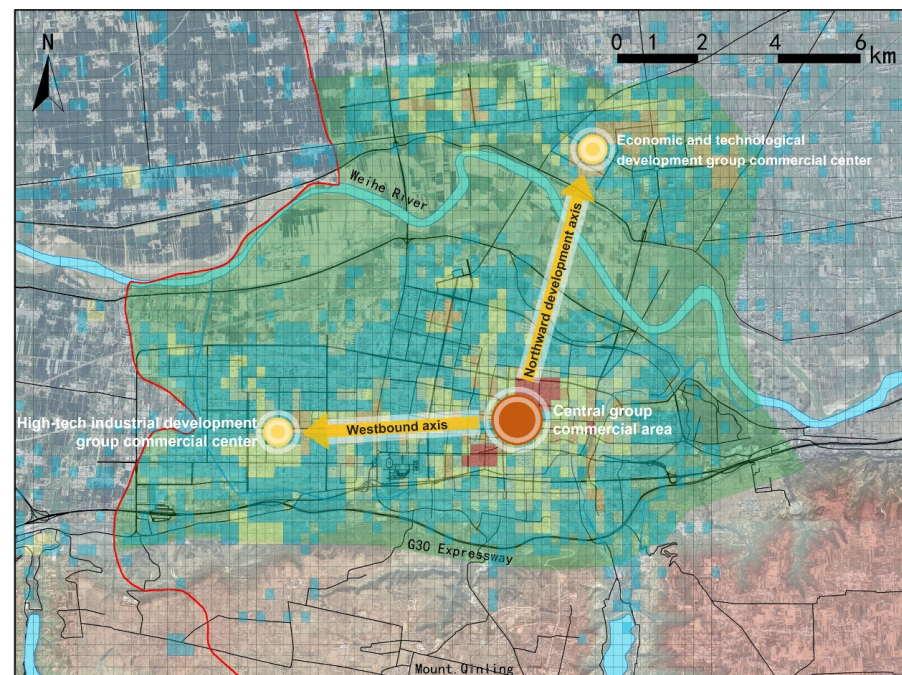 N
0 1 2 4 6
km
Economic and technological
development group commercial center
Weihe River
Northward development axis
High-tech industrial development
group commercial center
Westbound axis
Central group
commercial area
G30 Expressway
Mount.Qinling